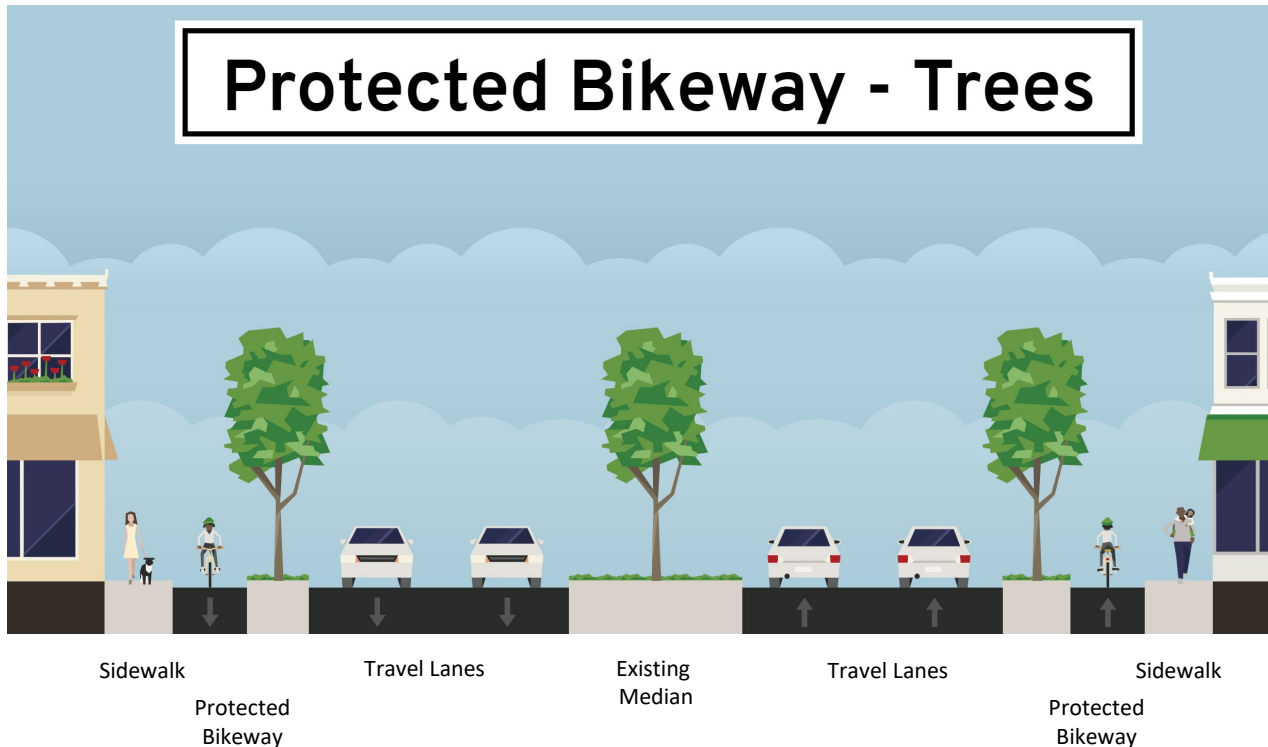 Protected Bikeway - Trees
Sidewalk
Protected
Bikeway
Travel Lanes
Existing
Median
Travel Lanes
Protected
Bikeway
Sidewalk